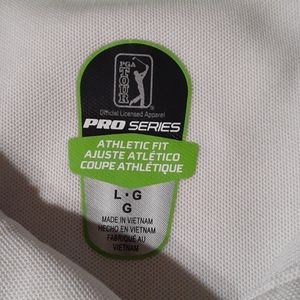 PGA
TOUR
Official Licensed Apparel
PRO SERIES
ATHLETIC FIT
AJUSTE ATLÉTICO
COUPE ATHLÉTIQUE
L • G
G
MADE IN VIETNAM
HECHO EN VIETNAM
FABRIQUÉ AU
VIETNAM